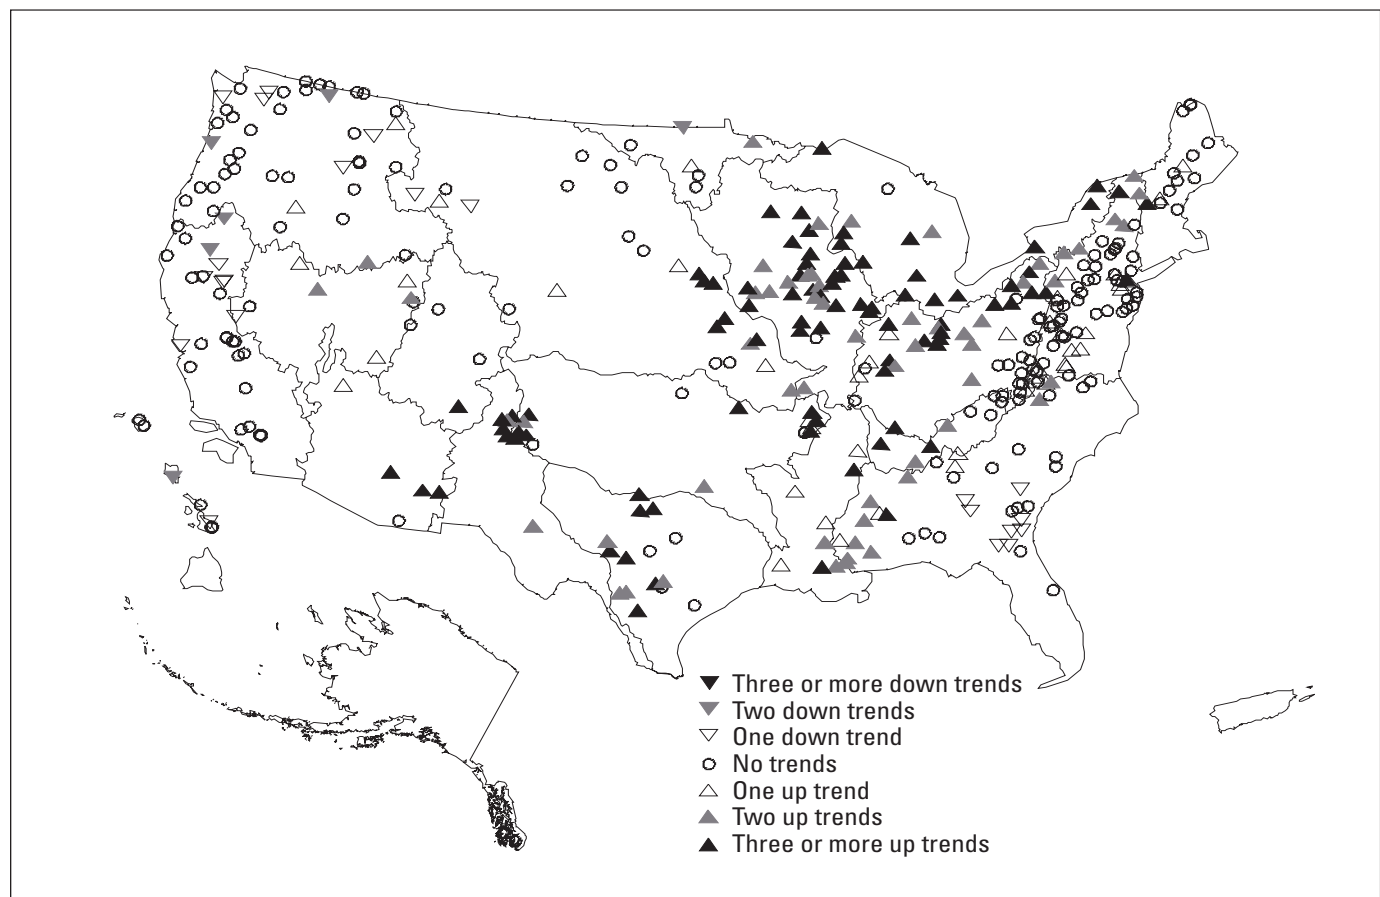 Three or more down trends
Two down trends
One down trend
No trends
One up trend
Two up trends
Three or more up trends